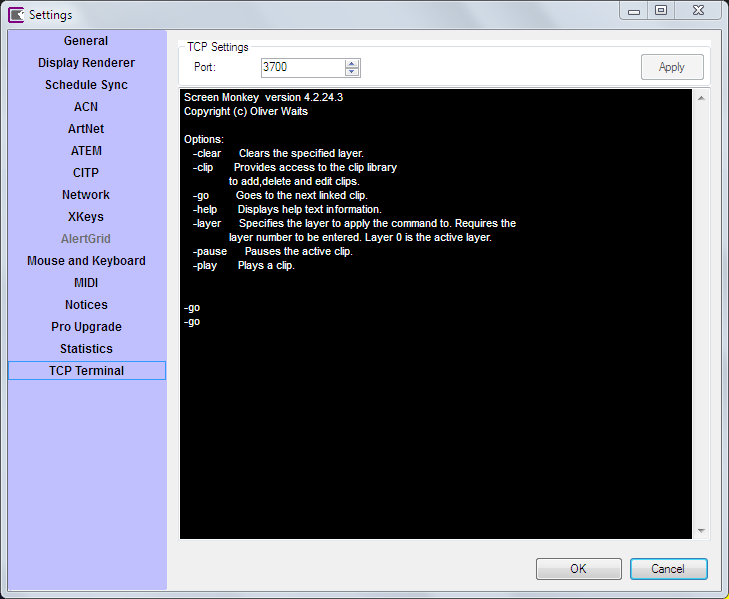 Settings
General
Display Renderer
Schedule Sync
ACN
ArtNet
ATEM
CITP
Network
XKeys
AlertGrid
Mouse and Keyboard
MIDI
Notices
Pro Upgrade
Statistics
TCP Terminal
TCP Settings
Port: 3700 Apply
Screen Monkey version 4.2.24.3
Copyright (c) Oliver Waits
Options:
-clear Clears the specified layer.
-clip Provides access to the clip library
to add,delete and edit clips.
-go Goes to the next linked clip.
-help Displays help text information.
-layer Specifies the layer to apply the command to. Requires the
layer number to be entered. Layer 0 is the active layer.
-pause Pauses the active clip.
-play Plays a clip.
-go
-go
OK Cancel